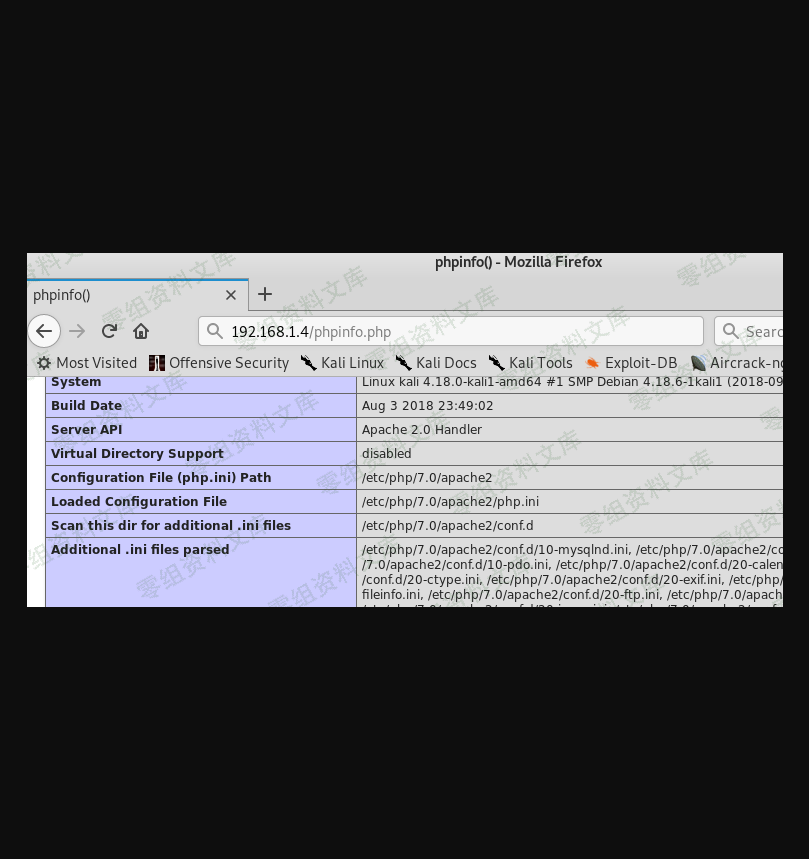 phpinfo() - Mozilla Firefox
phpinfo()
192.168.1.4/phpinfo.php
Searc
Most Visited Offensive Security Kali Linux Kali Docs Kali Tools Exploit-DB Aircrack-ng
System Linux kali 4.18.0-kali1-amd64 #1 SMP Debian 4.18.6-1kali1 (2018-09
Build Date Aug 3 2018 23:49:02
Server API Apache 2.0 Handler
Virtual Directory Support disabled
Configuration File (php.ini) Path /etc/php/7.0/apache2
Loaded Configuration File /etc/php/7.0/apache2/php.ini
Scan this dir for additional .ini files /etc/php/7.0/apache2/conf.d
Additional .ini files parsed /etc/php/7.0/apache2/conf.d/10-mysqlnd.ini, /etc/php/7.0/apache2/co
/7.0/apache2/conf.d/10-pdo.ini, /etc/php/7.0/apache2/conf.d/20-calen
/conf.d/20-ctype.ini, /etc/php/7.0/apache2/conf.d/20-exif.ini, /etc/php/
fileinfo.ini, /etc/php/7.0/apache2/conf.d/20-ftp.ini, /etc/php/7.0/apach
零组资料文库